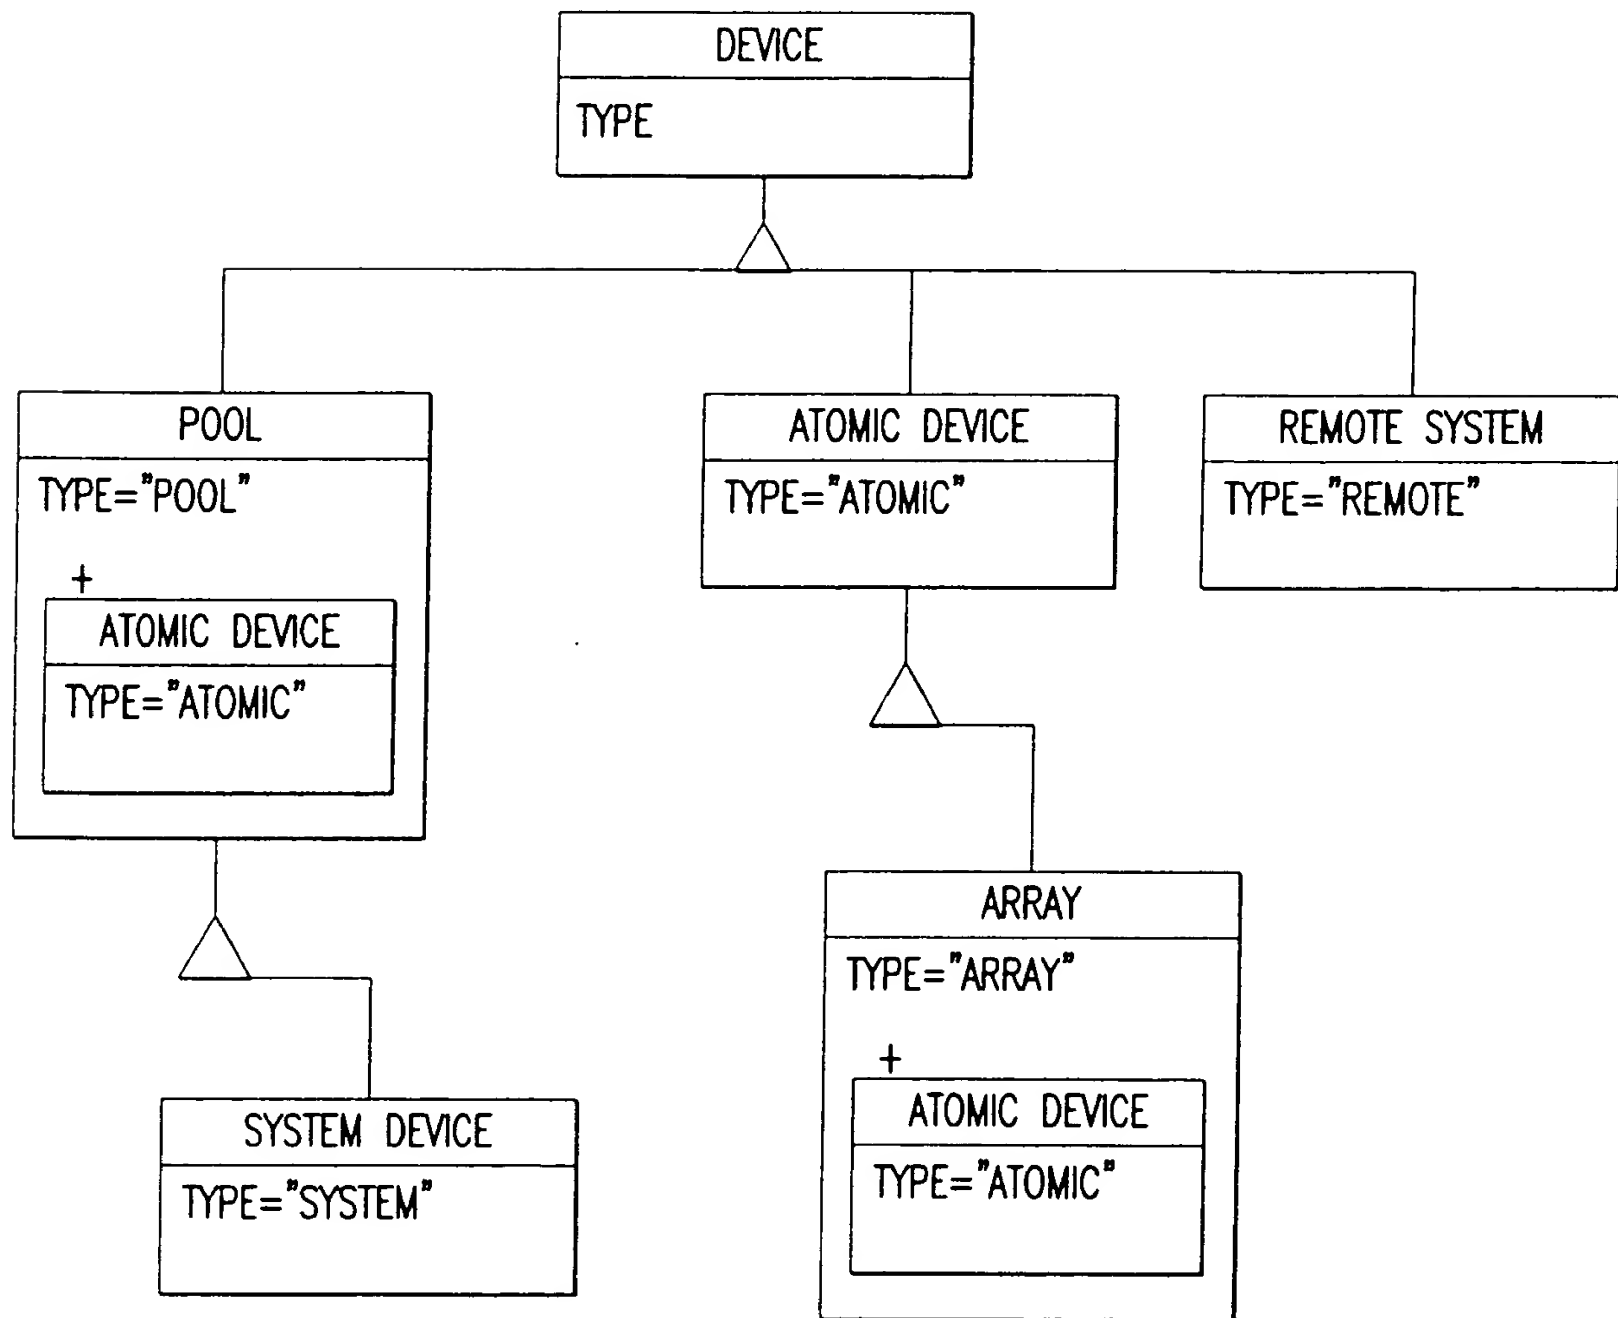 DEVICE
TYPE
POOL
TYPE="POOL"
+
ATOMIC DEVICE
TYPE="ATOMIC"
ATOMIC DEVICE
TYPE="ATOMIC"
REMOTE SYSTEM
TYPE="REMOTE"
SYSTEM DEVICE
TYPE="SYSTEM"
ARRAY
TYPE="ARRAY"
+
ATOMIC DEVICE
TYPE="ATOMIC"